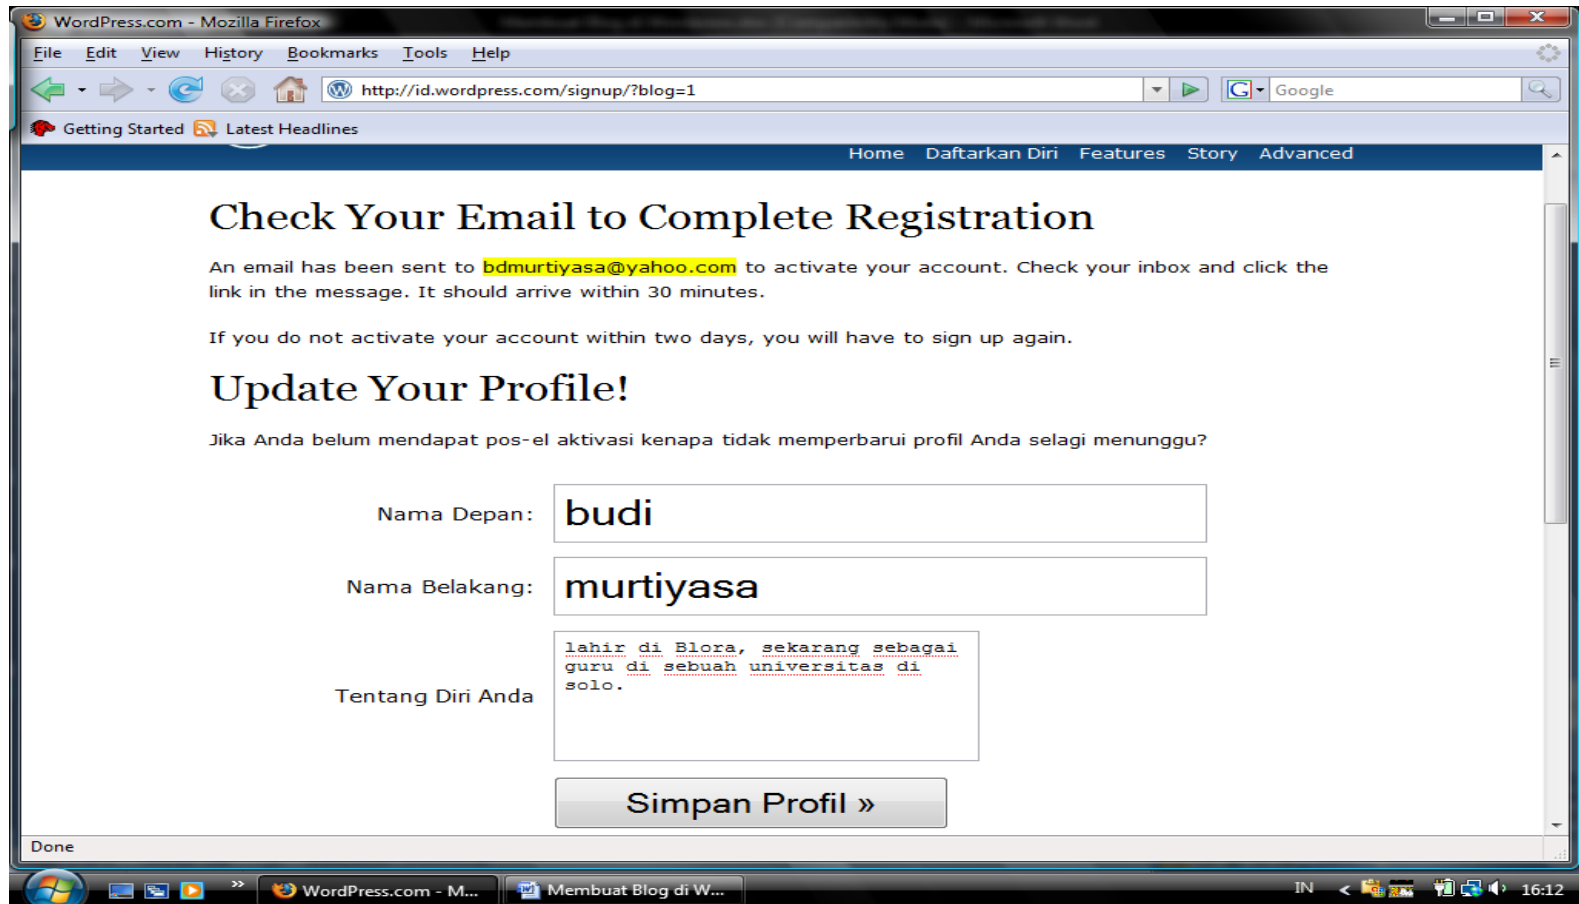 WordPress.com - Mozilla Firefox
File Edit View History Bookmarks Tools Help
http://id.wordpress.com/signup/?blog=1
G Google
Getting Started Latest Headlines
Home Daftarkan Diri Features Story Advanced
Check Your Email to Complete Registration
An email has been sent to bdmurtiyasa@yahoo.com to activate your account. Check your inbox and click the
link in the message. It should arrive within 30 minutes.
If you do not activate your account within two days, you will have to sign up again.
Update Your Profile!
Jika Anda belum mendapat pos-el aktivasi kenapa tidak memperbarui profil Anda selagi menunggu?
Nama Depan: budi
Nama Belakang: murtiyasa
Tentang Diri Anda
lahir di Blora, sekarang sebagai
guru di sebuah universitas di
solo.
Simpan Profil »
Done
WordPress.com - M... Membuat Blog di W... IN 16:12